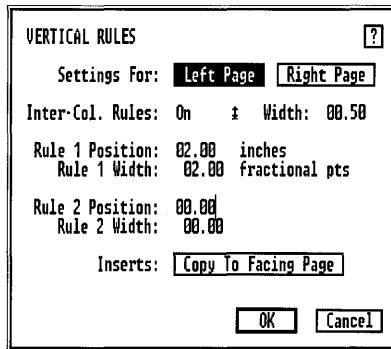 VERTICAL RULES ?
Settings For: Left Page Right Page
Inter-Col. Rules: On ↕ Width: 00.50
Rule 1 Position: 02.00 inches
Rule 1 Width: 02.00 fractional pts
Rule 2 Position: 00.00
Rule 2 Width: 00.00
Inserts: Copy To Facing Page
OK Cancel